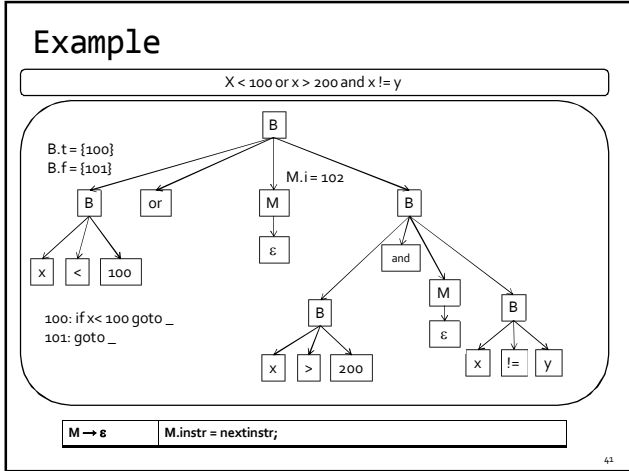 Example
X < 100 or x > 200 and x != y
B
B.t = {100}
B.f = {101}
M.i = 102
B or M B
ε and
x < 100
M
B B
100: if x< 100 goto _
101: goto _
ε
x > 200 x != y
M → ε M.instr = nextinstr;
41